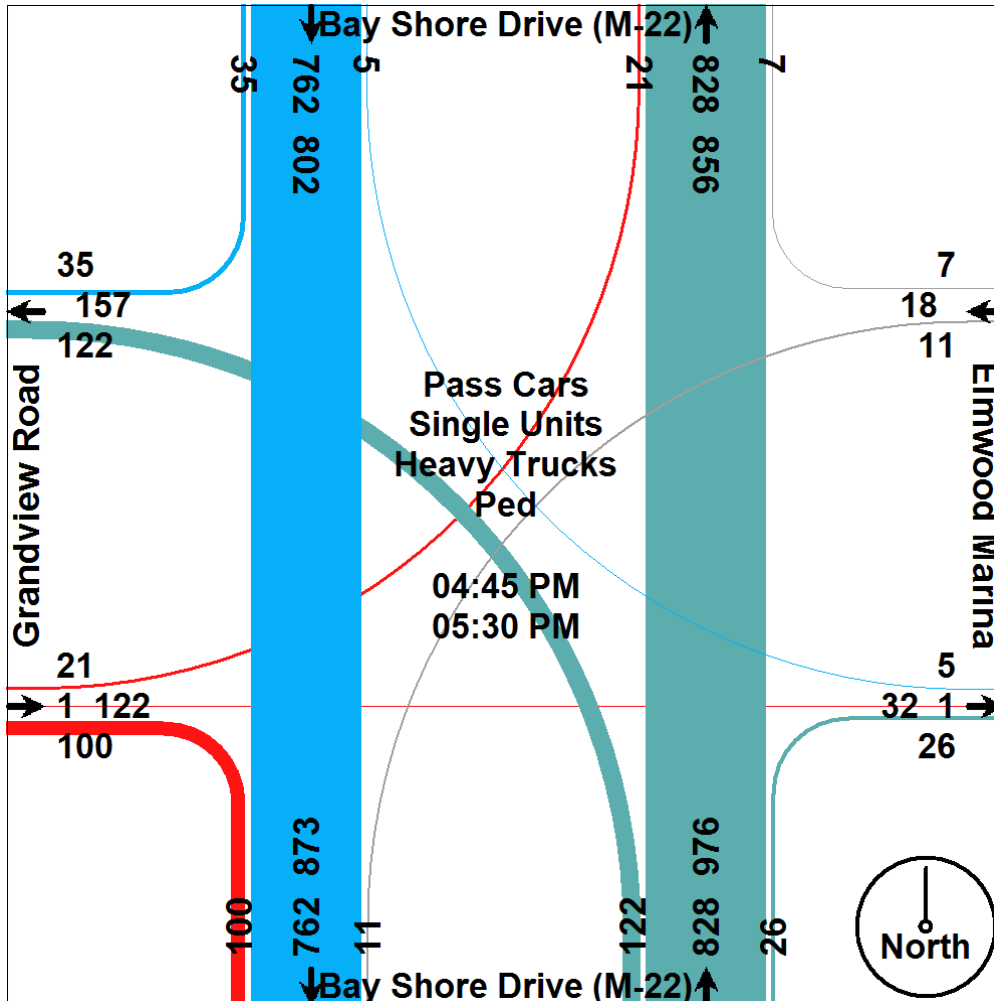 Bay Shore Drive (M-22)
35
762 802
5
21
828 856
7
35
157
122
7
18
11
Grandview Road
Pass Cars
Single Units
Heavy Trucks
Ped
Elmwood Marina
04:45 PM
05:30 PM
21
1 122
100
5
32 1
26
100
762 873
11
122
828 976
26
North
Bay Shore Drive (M-22)